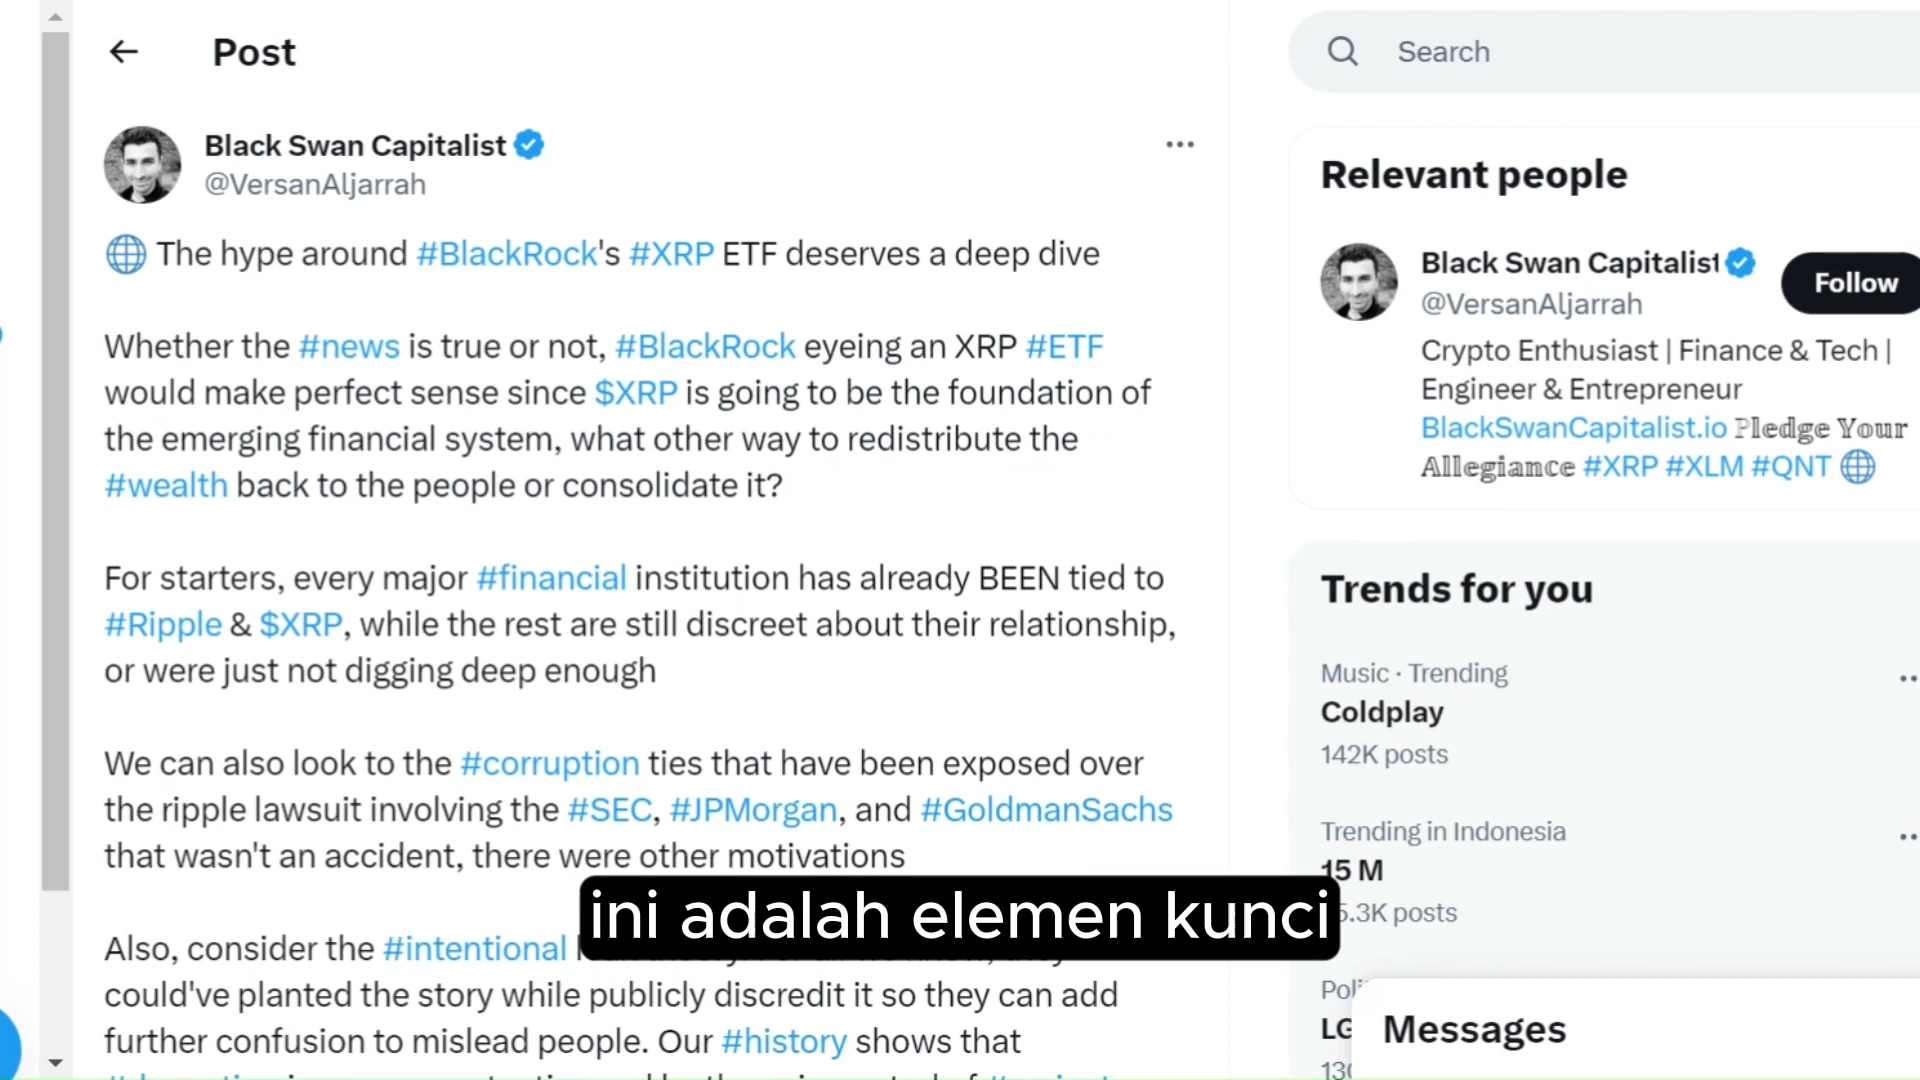 Post
Black Swan Capitalist
@VersanAljarrah
The hype around #BlackRock's #XRP ETF deserves a deep dive
Whether the #news is true or not, #BlackRock eyeing an XRP #ETF
would make perfect sense since $XRP is going to be the foundation of
the emerging financial system, what other way to redistribute the
#wealth back to the people or consolidate it?
For starters, every major #financial institution has already BEEN tied to
#Ripple & $XRP, while the rest are still discreet about their relationship,
or were just not digging deep enough
We can also look to the #corruption ties that have been exposed over
the ripple lawsuit involving the #SEC, #JPMorgan, and #GoldmanSachs
that wasn't an accident, there were other motivations
Also, consider the #intentional
could've planted the story while publicly discredit it so they can add
further confusion to mislead people. Our #history shows that
ini adalah elemen kunci
Search
Relevant people
Black Swan Capitalist
@VersanAljarrah
Follow
Crypto Enthusiast | Finance & Tech |
Engineer & Entrepreneur
BlackSwanCapitalist.io Pledge Your
Allegiance #XRP #XLM #QNT
Trends for you
Music · Trending
Coldplay
142K posts
Trending in Indonesia
15 M
5.3K posts
Messages